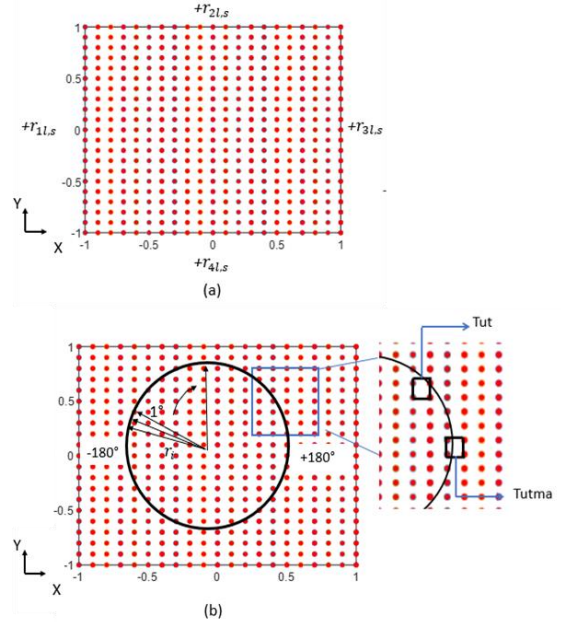 +r2l,s
1
0.5
+r1l,s 0 +r3l,s
-0.5
Y
-1
-1 -0.5 0 0.5 1
X
+r4l,s
(a)
Tut
1
0.5
1°
-180° ri +180°
0
-0.5
Tutma
Y
-1
-1 -0.5 0 0.5 1
X
(b)